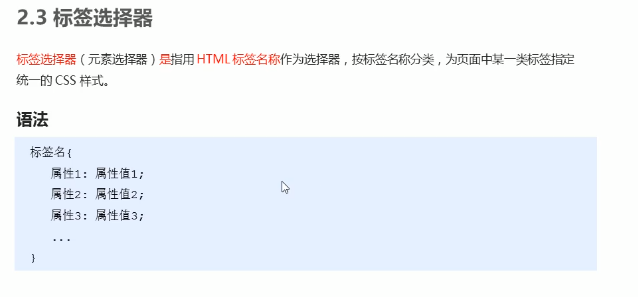 2.3 标签选择器
标签选择器（元素选择器）是指用 HTML 标签名称作为选择器，按标签名称分类，为页面中某一类标签指定
统一的 CSS 样式。
语法
标签名{
属性1: 属性值1;
属性2: 属性值2;
属性3: 属性值3;
...
}